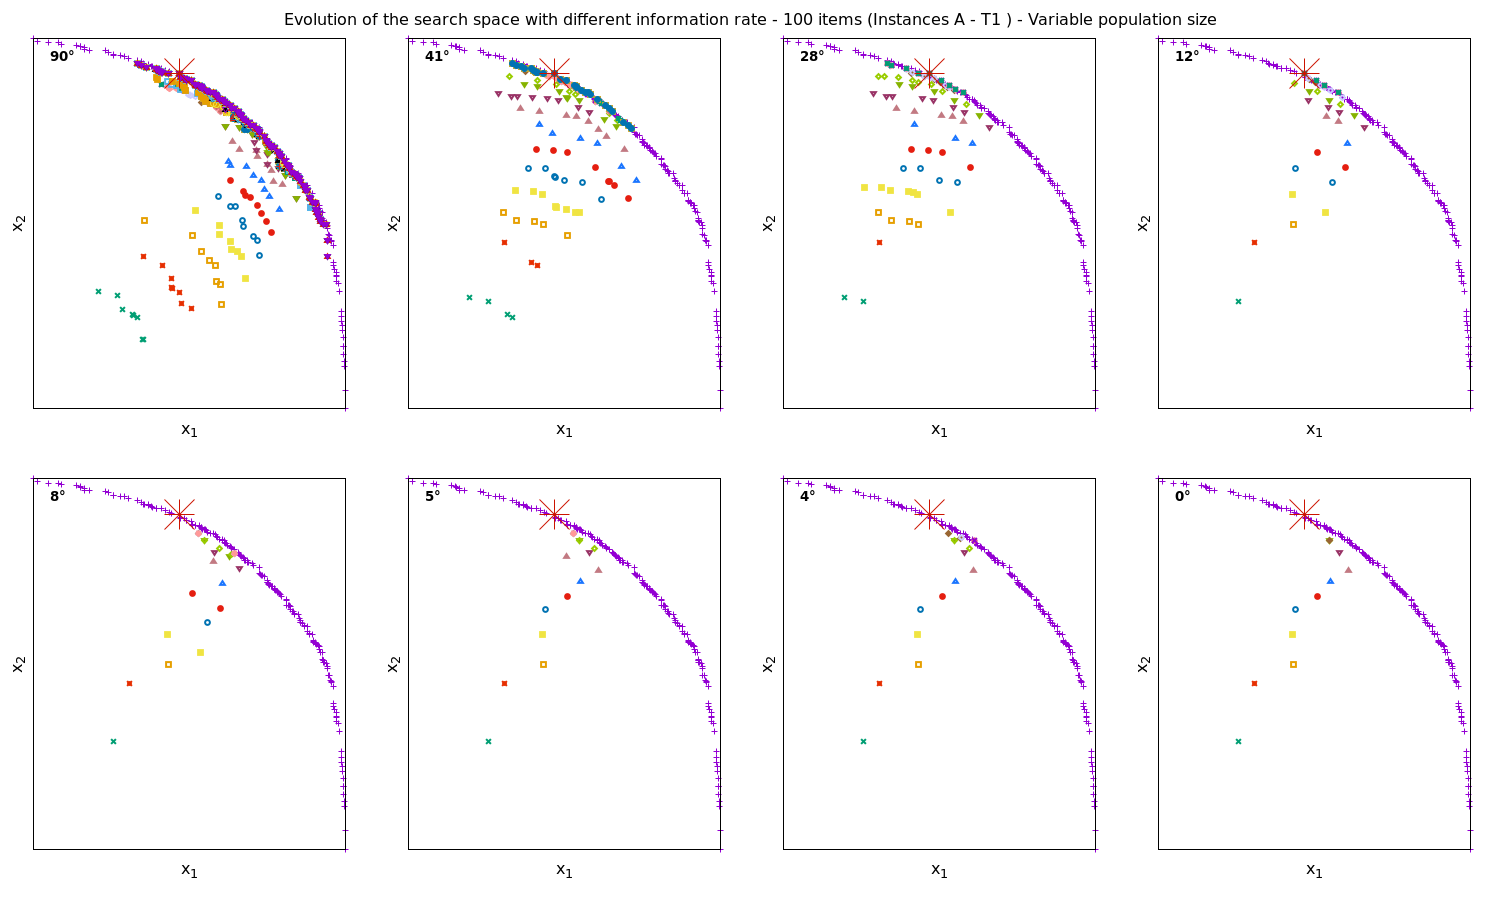 Evolution of the search space with different information rate - 100 items (Instances A - T1 ) - Variable population size
90°
41°
28°
12°
x₂
x₂
x₂
x₂
x₁
x₁
x₁
x₁
8°
5°
4°
0°
x₂
x₂
x₂
x₂
x₁
x₁
x₁
x₁